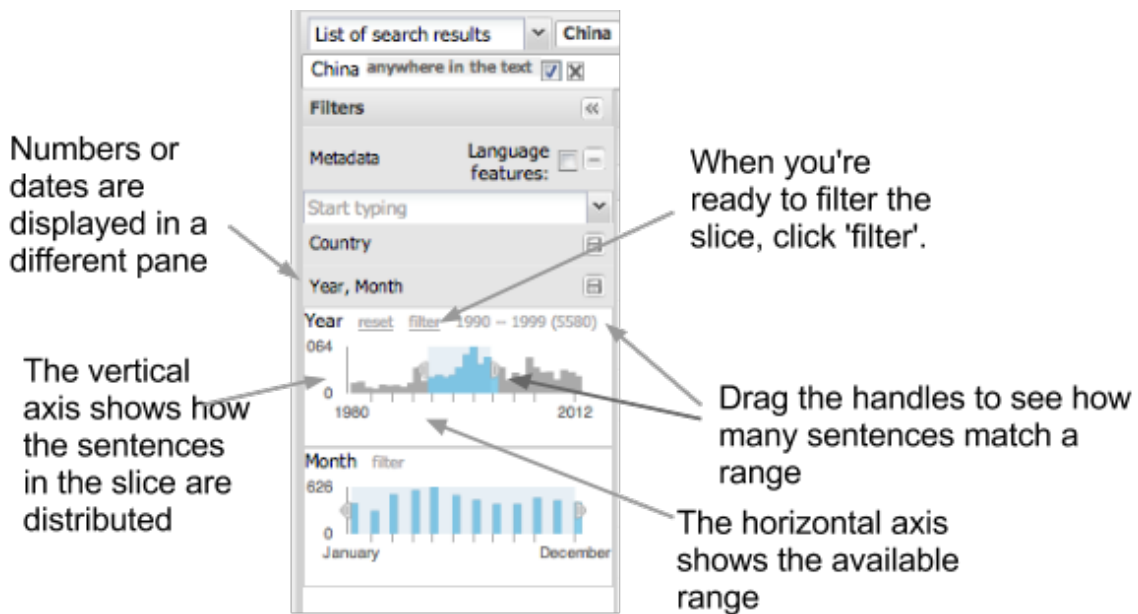 List of search results
China
China anywhere in the text
Filters
Metadata
Language
features:
Start typing
Country
Year, Month
Year reset filter 1990 -- 1999 (5580)
064
0
1980
2012
Month filter
626
0
January
December
Numbers or
dates are
displayed in a
different pane
The vertical
axis shows how
the sentences
in the slice are
distributed
When you're
ready to filter the
slice, click 'filter'.
Drag the handles to see how
many sentences match a
range
The horizontal axis
shows the available
range